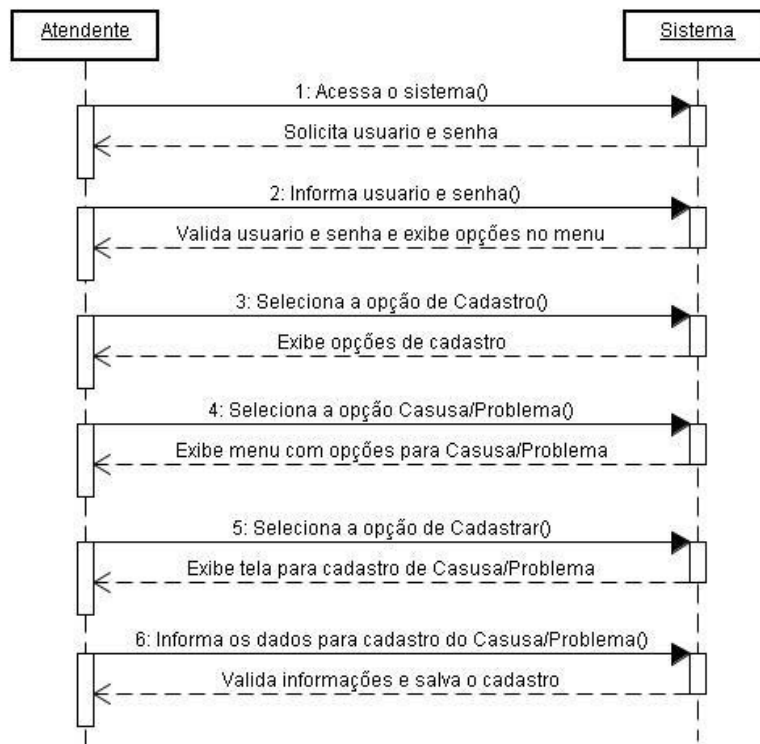 Atendente
Sistema
1: Acessa o sistema()
Solicita usuario e senha
2: Informa usuario e senha()
Valida usuario e senha e exibe opções no menu
3: Seleciona a opção de Cadastro()
Exibe opções de cadastro
4: Seleciona a opção Casusa/Problema()
Exibe menu com opções para Casusa/Problema
5: Seleciona a opção de Cadastrar()
Exibe tela para cadastro de Casusa/Problema
6: Informa os dados para cadastro do Casusa/Problema()
Valida informações e salva o cadastro